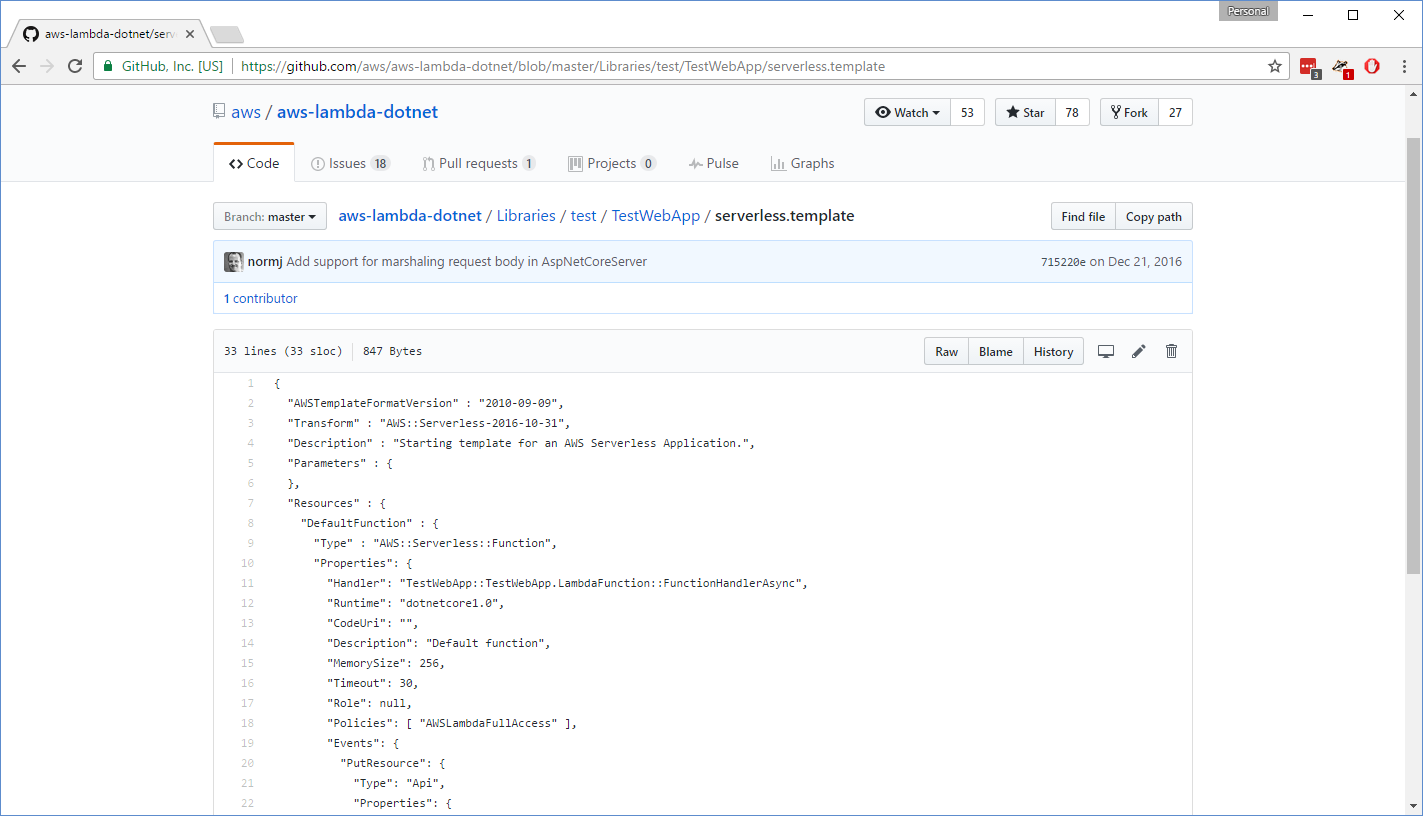 Personal
aws-lambda-dotnet/serv
GitHub, Inc. [US] https://github.com/aws/aws-lambda-dotnet/blob/master/Libraries/test/TestWebApp/serverless.template 3 1
aws / aws-lambda-dotnet Watch 53 Star 78 Fork 27
Code Issues 18 Pull requests 1 Projects 0 Pulse Graphs
Branch: master aws-lambda-dotnet / Libraries / test / TestWebApp / serverless.template Find file Copy path
normj Add support for marshaling request body in AspNetCoreServer 715220e on Dec 21, 2016
1 contributor
33 lines (33 sloc) 847 Bytes Raw Blame History
1 {
2 "AWSTemplateFormatVersion" : "2010-09-09",
3 "Transform" : "AWS::Serverless-2016-10-31",
4 "Description" : "Starting template for an AWS Serverless Application.",
5 "Parameters" : {
6 },
7 "Resources" : {
8 "DefaultFunction" : {
9 "Type" : "AWS::Serverless::Function",
10 "Properties": {
11 "Handler": "TestWebApp::TestWebApp.LambdaFunction::FunctionHandlerAsync",
12 "Runtime": "dotnetcore1.0",
13 "CodeUri": "",
14 "Description": "Default function",
15 "MemorySize": 256,
16 "Timeout": 30,
17 "Role": null,
18 "Policies": [ "AWSLambdaFullAccess" ],
19 "Events": {
20 "PutResource": {
21 "Type": "Api",
22 "Properties": {